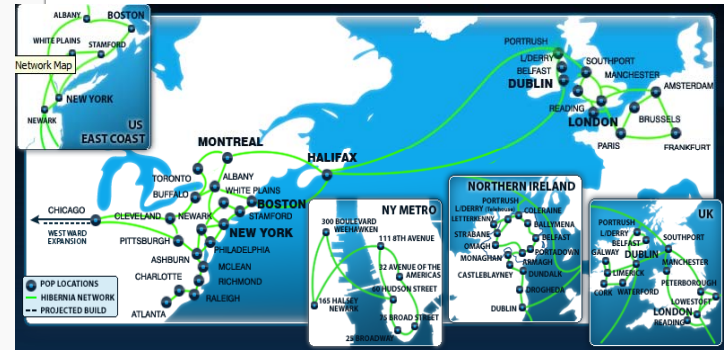 ALBANY
BOSTON
WHITE PLAINS
STAMFORD
Network Map
NEW YORK
NEWARK
US
EAST COAST
PORTRUSH
L/DERRY
BELFAST
DUBLIN
SOUTHPORT
MANCHESTER
AMSTERDAM
READING
LONDON
BRUSSELS
PARIS
FRANKFURT
MONTREAL
HALIFAX
TORONTO
ALBANY
BUFFALO
WHITE PLAINS
BOSTON
STAMFORD
CHICAGO
CLEVELAND
NEWARK
NEW YORK
WESTWARD
EXPANSION
PITTSBURGH
PHILADELPHIA
ASHBURN
MCLEAN
CHARLOTTE
RICHMOND
RALEIGH
ATLANTA
POP LOCATIONS
HIBERNIA NETWORK
PROJECTED BUILD
NY METRO
300 BOULEVARD
WEEHAWKEN
111 8TH AVENUE
32 AVENUE OF THE
AMERICAS
60 HUDSON STREET
165 HALSEY
NEWARK
75 BROAD STREET
25 BROADWAY
NORTHERN IRELAND
PORTRUSH
L/DERRY
COLERAINE
LETTERKENNY
BALLYMENA
STRABANE
BELFAST
OMAGH
PORTADOWN
MONAGHAN
ARMAGH
CASTLEBLAYNEY
DUNDALK
DROGHEDA
DUBLIN
UK
PORTRUSH
L/DERRY
BELFAST
SOUTHPORT
GALWAY
DUBLIN
MANCHESTER
LIMERICK
PETERBOROUGH
CORK
WATERFORD
LOWESTOFT
LONDON
READING